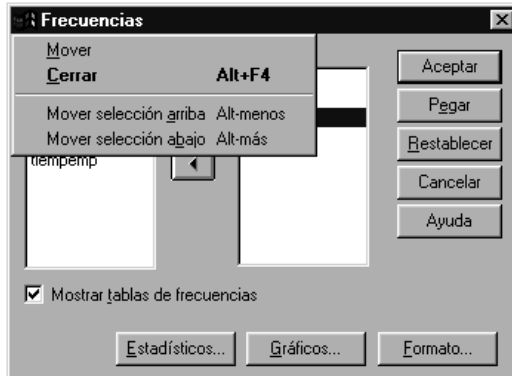 Frecuencias
Mover
Cerrar Alt+F4
Mover selección arriba Alt-menos
Mover selección abajo Alt-más
tiempemp
Aceptar
Pegar
Restablecer
Cancelar
Ayuda
Mostrar tablas de frecuencias
Estadísticos... Gráficos... Formato...